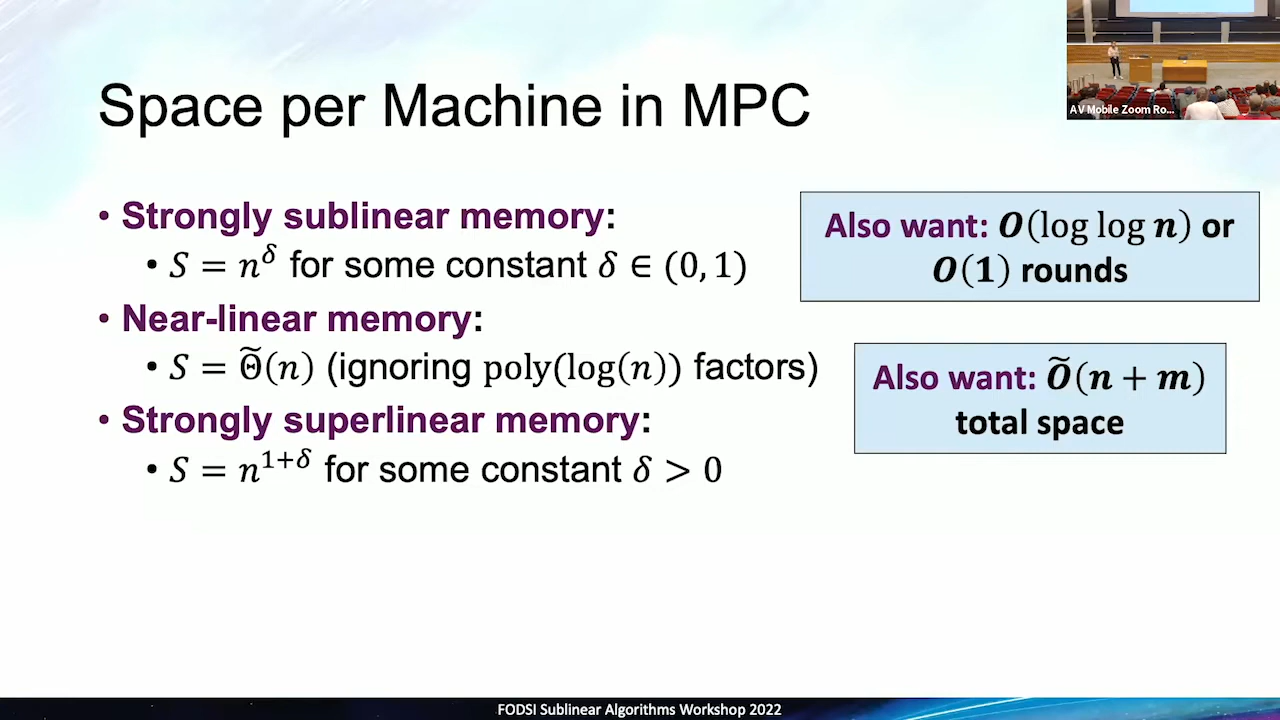 Space per Machine in MPC
• Strongly sublinear memory:
• S = n^δ for some constant δ ∈ (0, 1)
• Near-linear memory:
• S = Θ̃(n) (ignoring poly(log(n)) factors)
• Strongly superlinear memory:
• S = n^{1+δ} for some constant δ > 0
Also want: O(log log n) or
O(1) rounds
Also want: Õ(n + m)
total space
AV Mobile Zoom Ro...
FODSI Sublinear Algorithms Workshop 2022